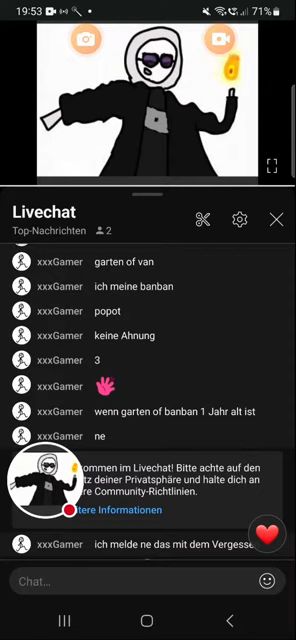 19:53
71%
Livechat
Top-Nachrichten 2
xxxGamer garten of van
xxxGamer ich meine banban
xxxGamer popot
xxxGamer keine Ahnung
xxxGamer 3
xxxGamer
xxxGamer wenn garten of banban 1 Jahr alt ist
xxxGamer ne
ommen im Livechat! Bitte achte auf den
tz deiner Privatsphäre und halte dich an
re Community-Richtlinien.
tere Informationen
xxxGamer ich melde ne das mit dem Vergesse
Chat...